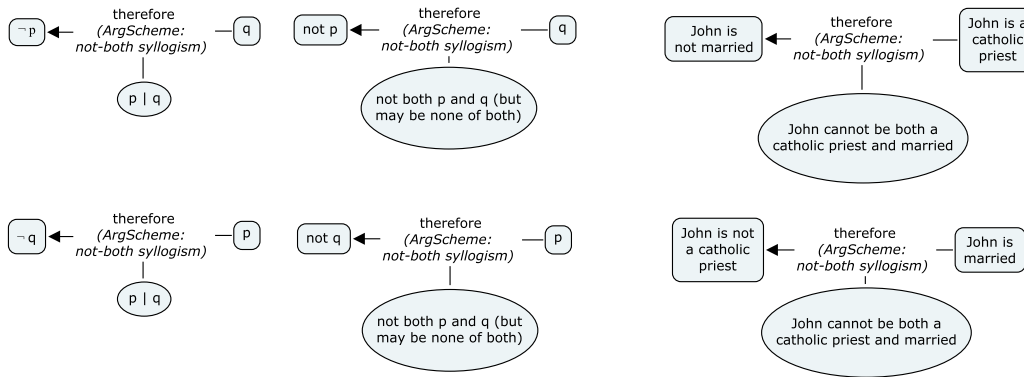 ¬ p
therefore
(ArgScheme:
not-both syllogism)
q
p | q
not p
therefore
(ArgScheme:
not-both syllogism)
q
not both p and q (but
may be none of both)
John is
not married
therefore
(ArgScheme:
not-both syllogism)
John is a
catholic
priest
John cannot be both a
catholic priest and married
¬ q
therefore
(ArgScheme:
not-both syllogism)
p
p | q
not q
therefore
(ArgScheme:
not-both syllogism)
p
not both p and q (but
may be none of both)
John is not
a catholic
priest
therefore
(ArgScheme:
not-both syllogism)
John is
married
John cannot be both a
catholic priest and married